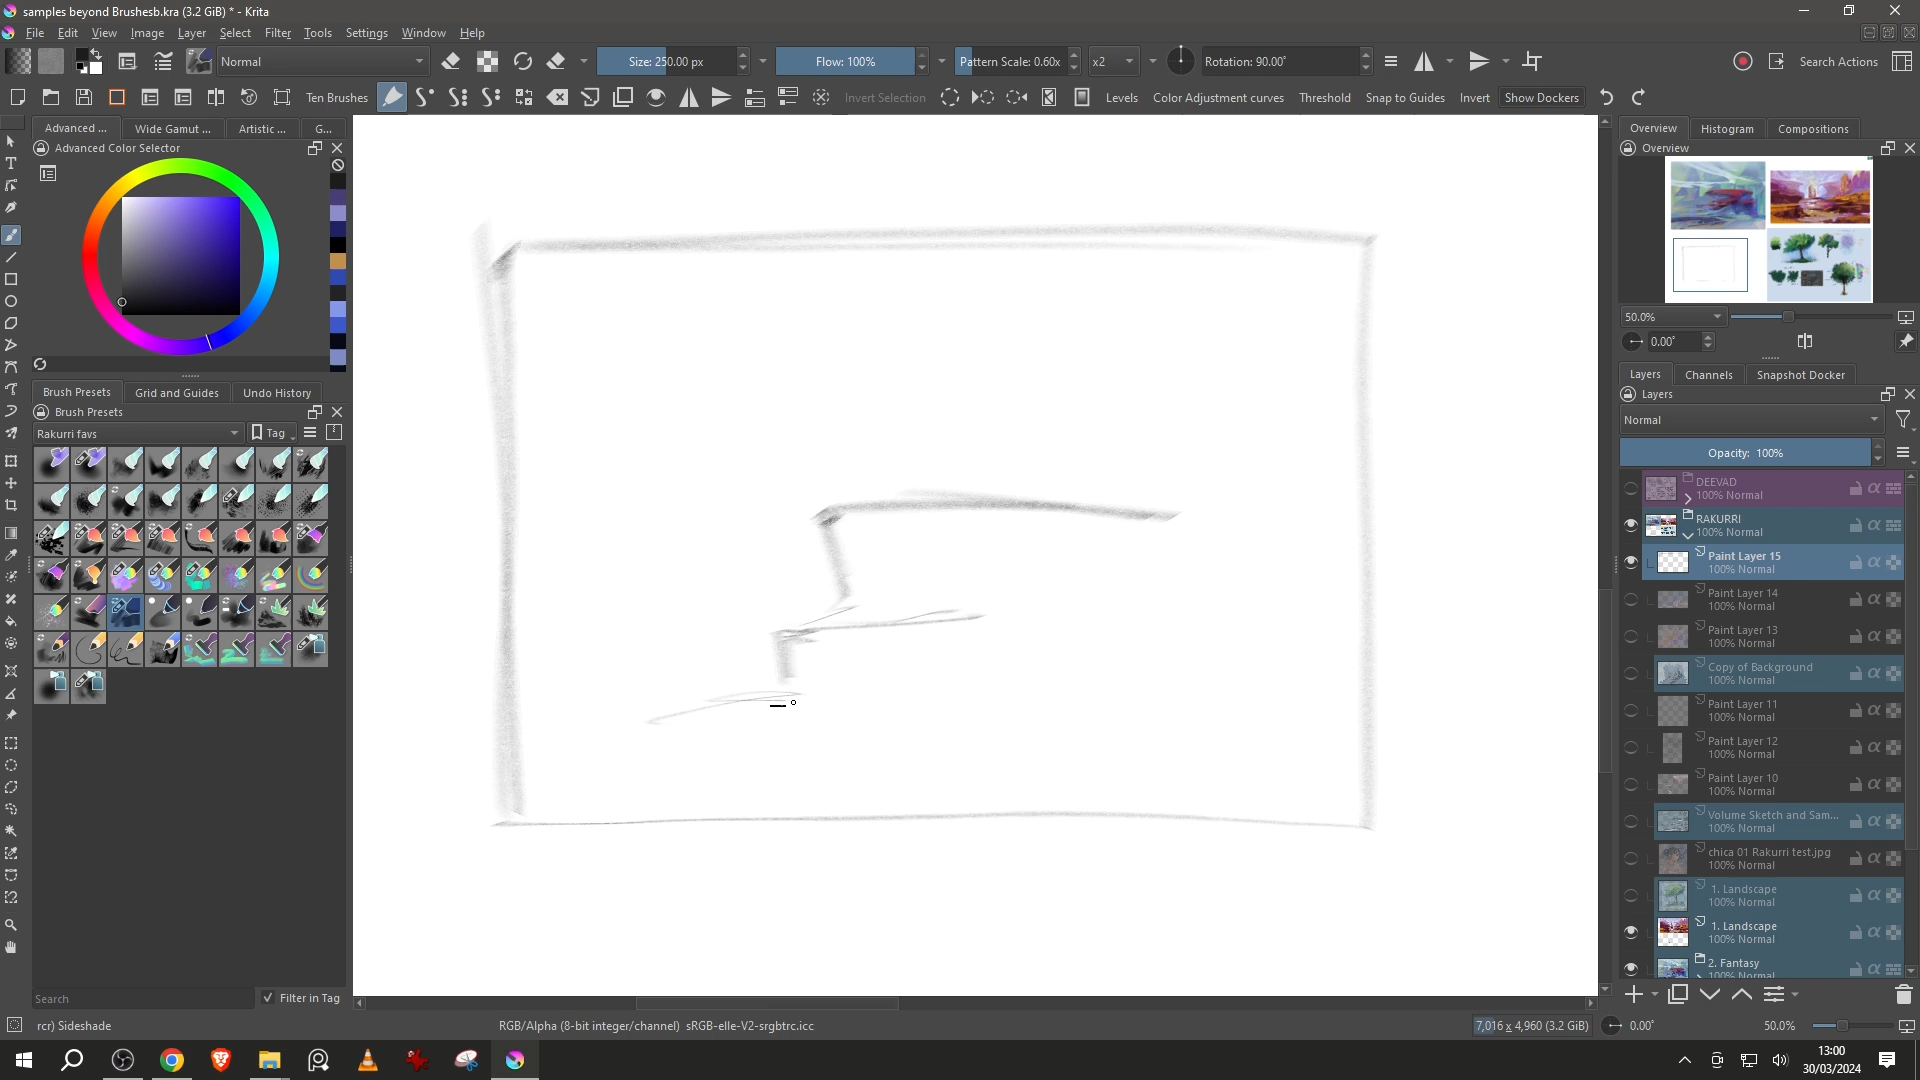 samples beyond Brushesb.kra (3.2 GiB) * - Krita
File Edit View Image Layer Select Filter Tools Settings Window Help
Normal
Size: 250.00 px
Flow: 100%
Pattern Scale: 0.60x
x2
Rotation: 90.00°
Search Actions
Ten Brushes
Invert Selection
Levels
Color Adjustment curves
Threshold
Snap to Guides
Invert
Show Dockers
Advanced ...
Wide Gamut ...
Artistic ...
G...
Advanced Color Selector
Brush Presets
Grid and Guides
Undo History
Brush Presets
Rakurri favs
Tag
Search
Filter in Tag
Overview
Histogram
Compositions
Overview
50.0%
0.00°
Layers
Channels
Snapshot Docker
Layers
Normal
Opacity: 100%
DEEVAD
100% Normal
RAKURRI
100% Normal
Paint Layer 15
100% Normal
Paint Layer 14
100% Normal
Paint Layer 13
100% Normal
Copy of Background
100% Normal
Paint Layer 11
100% Normal
Paint Layer 12
100% Normal
Paint Layer 10
100% Normal
Volume Sketch and Sam...
100% Normal
chica 01 Rakurri test.jpg
100% Normal
1. Landscape
100% Normal
1. Landscape
100% Normal
2. Fantasy
100% Normal
rcr) Sideshade
RGB/Alpha (8-bit integer/channel) sRGB-elle-V2-srgbtrc.icc
7,016 x 4,960 (3.2 GiB)
0.00°
50.0%
13:00
30/03/2024